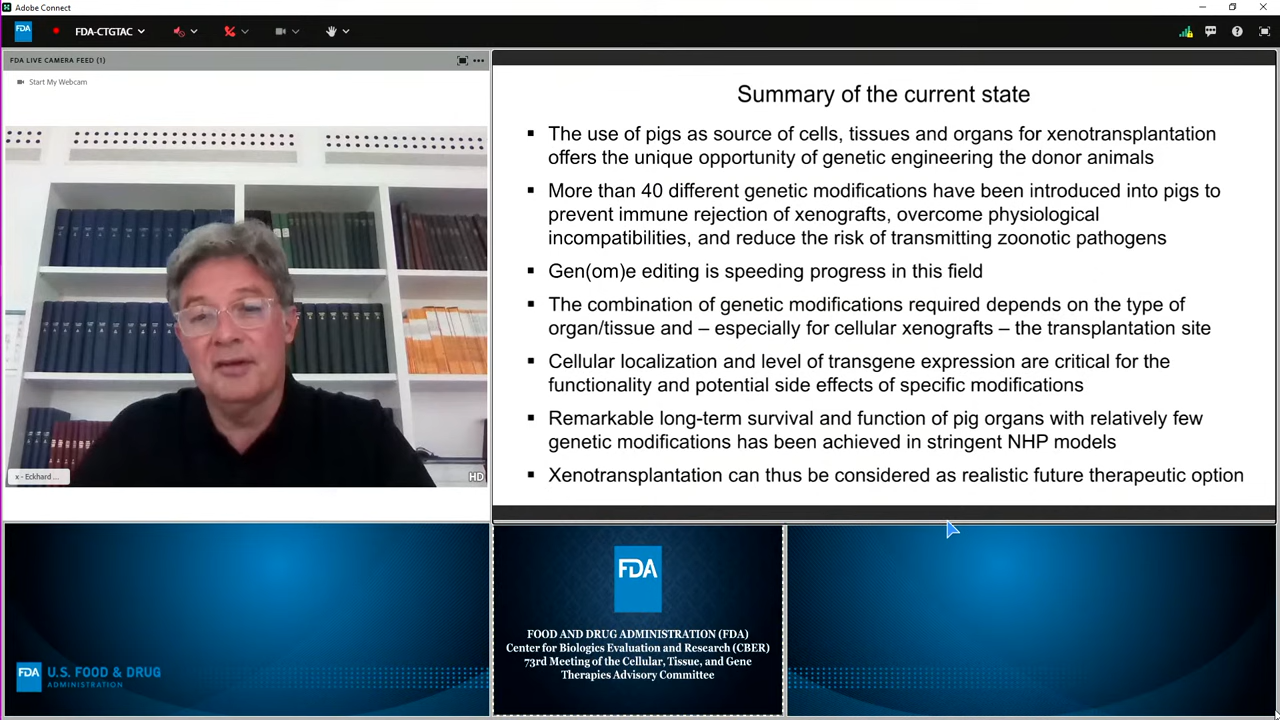 Adobe Connect
FDA
FDA-CTGTAC
FDA LIVE CAMERA FEED (1)
Start My Webcam
x - Eckhard ...
HD
Summary of the current state
▪ The use of pigs as source of cells, tissues and organs for xenotransplantation
offers the unique opportunity of genetic engineering the donor animals
▪ More than 40 different genetic modifications have been introduced into pigs to
prevent immune rejection of xenografts, overcome physiological
incompatibilities, and reduce the risk of transmitting zoonotic pathogens
▪ Gen(om)e editing is speeding progress in this field
▪ The combination of genetic modifications required depends on the type of
organ/tissue and – especially for cellular xenografts – the transplantation site
▪ Cellular localization and level of transgene expression are critical for the
functionality and potential side effects of specific modifications
▪ Remarkable long-term survival and function of pig organs with relatively few
genetic modifications has been achieved in stringent NHP models
▪ Xenotransplantation can thus be considered as realistic future therapeutic option
FDA U.S. FOOD & DRUG
ADMINISTRATION
FDA
FOOD AND DRUG ADMINISTRATION (FDA)
Center for Biologics Evaluation and Research (CBER)
73rd Meeting of the Cellular, Tissue, and Gene
Therapies Advisory Committee